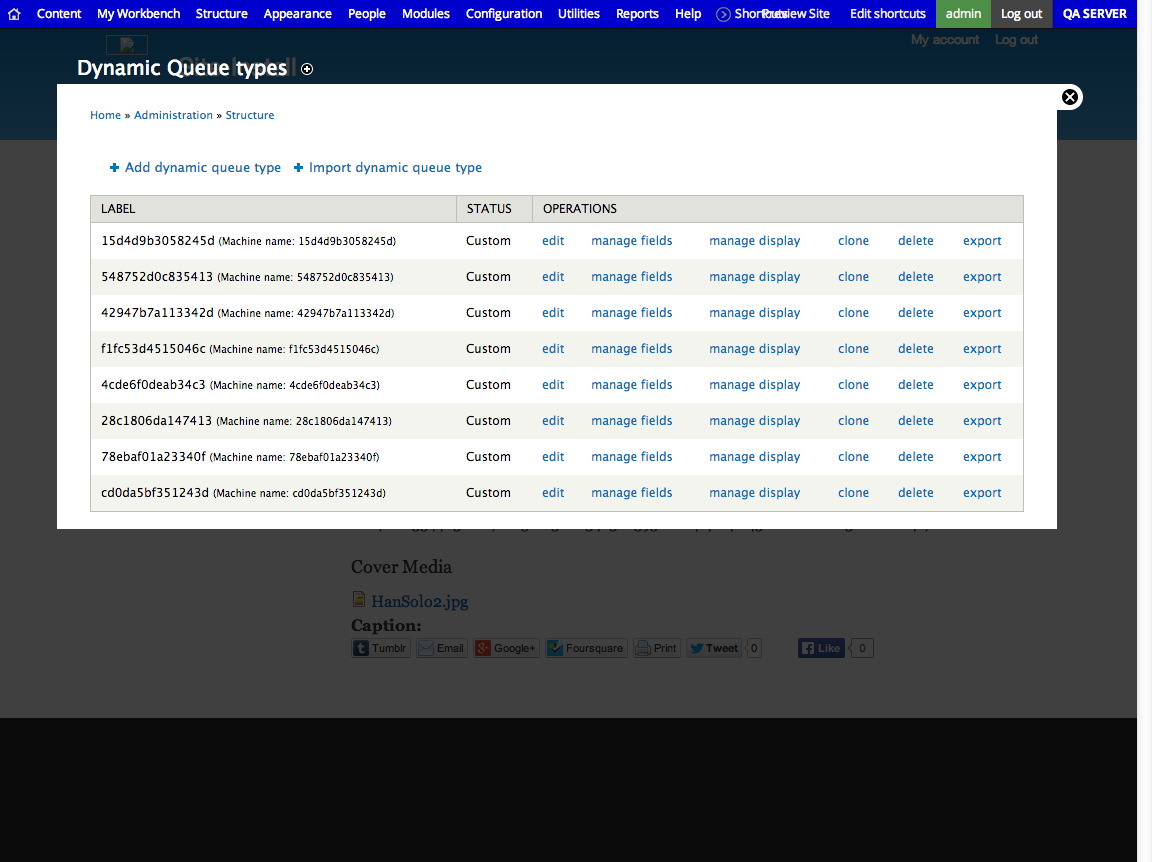 Content My Workbench Structure Appearance People Modules Configuration Utilities Reports Help Shortcuts Preview Site Edit shortcuts admin Log out QA SERVER
My account Log out
Dynamic Queue types
Home » Administration » Structure
Add dynamic queue type Import dynamic queue type
LABEL STATUS OPERATIONS
15d4d9b3058245d (Machine name: 15d4d9b3058245d) Custom edit manage fields manage display clone delete export
548752d0c835413 (Machine name: 548752d0c835413) Custom edit manage fields manage display clone delete export
42947b7a113342d (Machine name: 42947b7a113342d) Custom edit manage fields manage display clone delete export
f1fc53d4515046c (Machine name: f1fc53d4515046c) Custom edit manage fields manage display clone delete export
4cde6f0deab34c3 (Machine name: 4cde6f0deab34c3) Custom edit manage fields manage display clone delete export
28c1806da147413 (Machine name: 28c1806da147413) Custom edit manage fields manage display clone delete export
78ebaf01a23340f (Machine name: 78ebaf01a23340f) Custom edit manage fields manage display clone delete export
cd0da5bf351243d (Machine name: cd0da5bf351243d) Custom edit manage fields manage display clone delete export
Cover Media
HanSolo2.jpg
Caption:
Tumblr Email Google+ Foursquare Print Tweet 0 Like 0